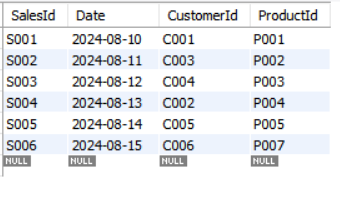 SalesId Date CustomerId ProductId
S001 2024-08-10 C001 P001
S002 2024-08-11 C003 P002
S003 2024-08-12 C004 P003
S004 2024-08-13 C002 P004
S005 2024-08-14 C005 P005
S006 2024-08-15 C006 P007
NULL NULL NULL NULL